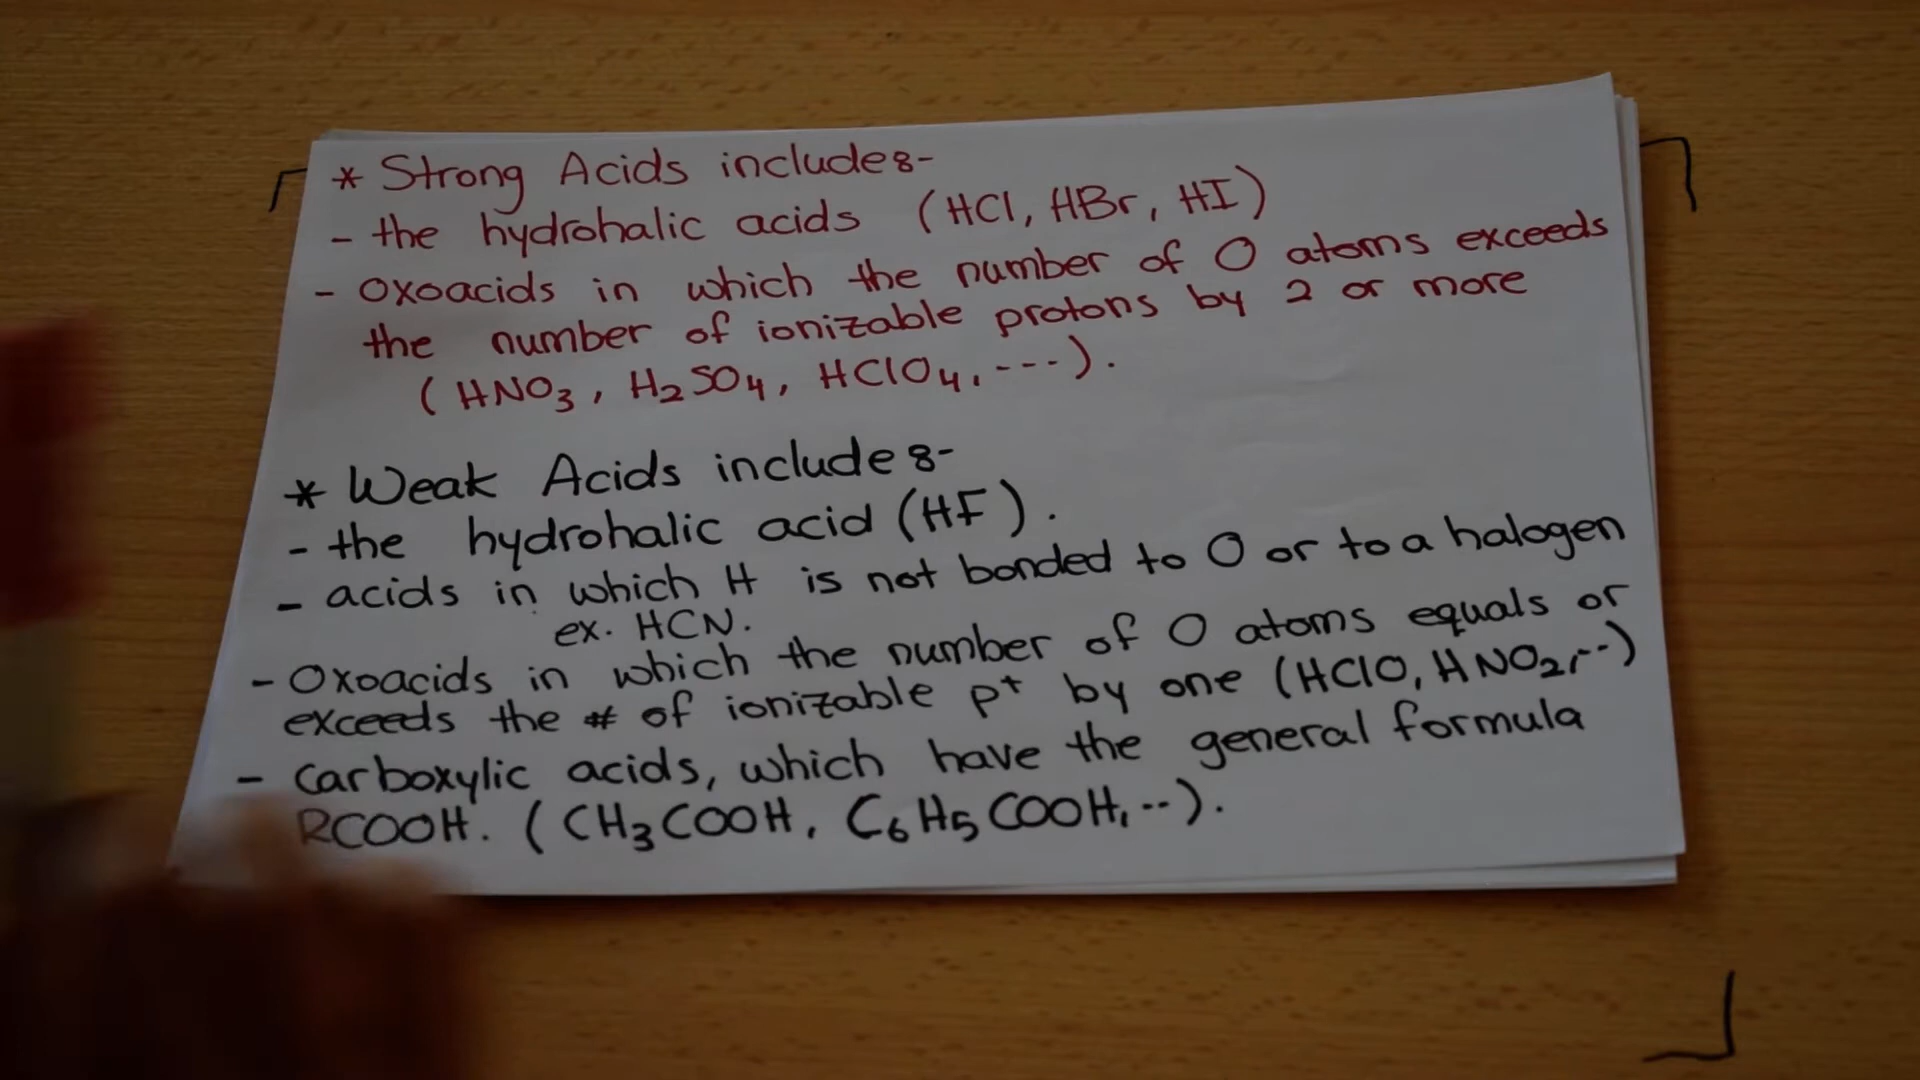 * Strong Acids include:-
- the hydrohalic acids (HCl, HBr, HI)
- Oxoacids in which the number of O atoms exceeds
the number of ionizable protons by 2 or more
(HNO₃, H₂SO₄, HClO₄, ---).
* Weak Acids include:-
- the hydrohalic acid (HF).
- acids in which H is not bonded to O or to a halogen
ex. HCN.
- Oxoacids in which the number of O atoms equals or
exceeds the # of ionizable p⁺ by one (HClO, HNO₂, --)
- Carboxylic acids, which have the general formula
RCOOH. (CH₃COOH, C₆H₅COOH, --).